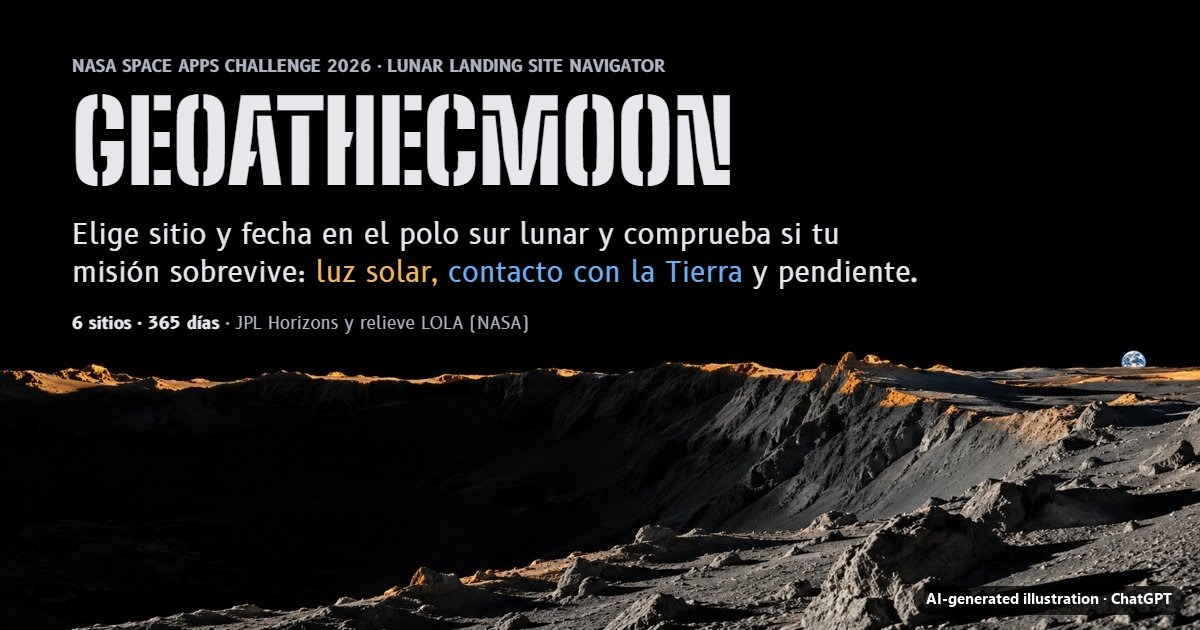 NASA SPACE APPS CHALLENGE 2026 · LUNAR LANDING SITE NAVIGATOR
GEOATHECMOON
Elige sitio y fecha en el polo sur lunar y comprueba si tu
misión sobrevive: luz solar, contacto con la Tierra y pendiente.
6 sitios · 365 días · JPL Horizons y relieve LOLA (NASA)
AI-generated illustration · ChatGPT